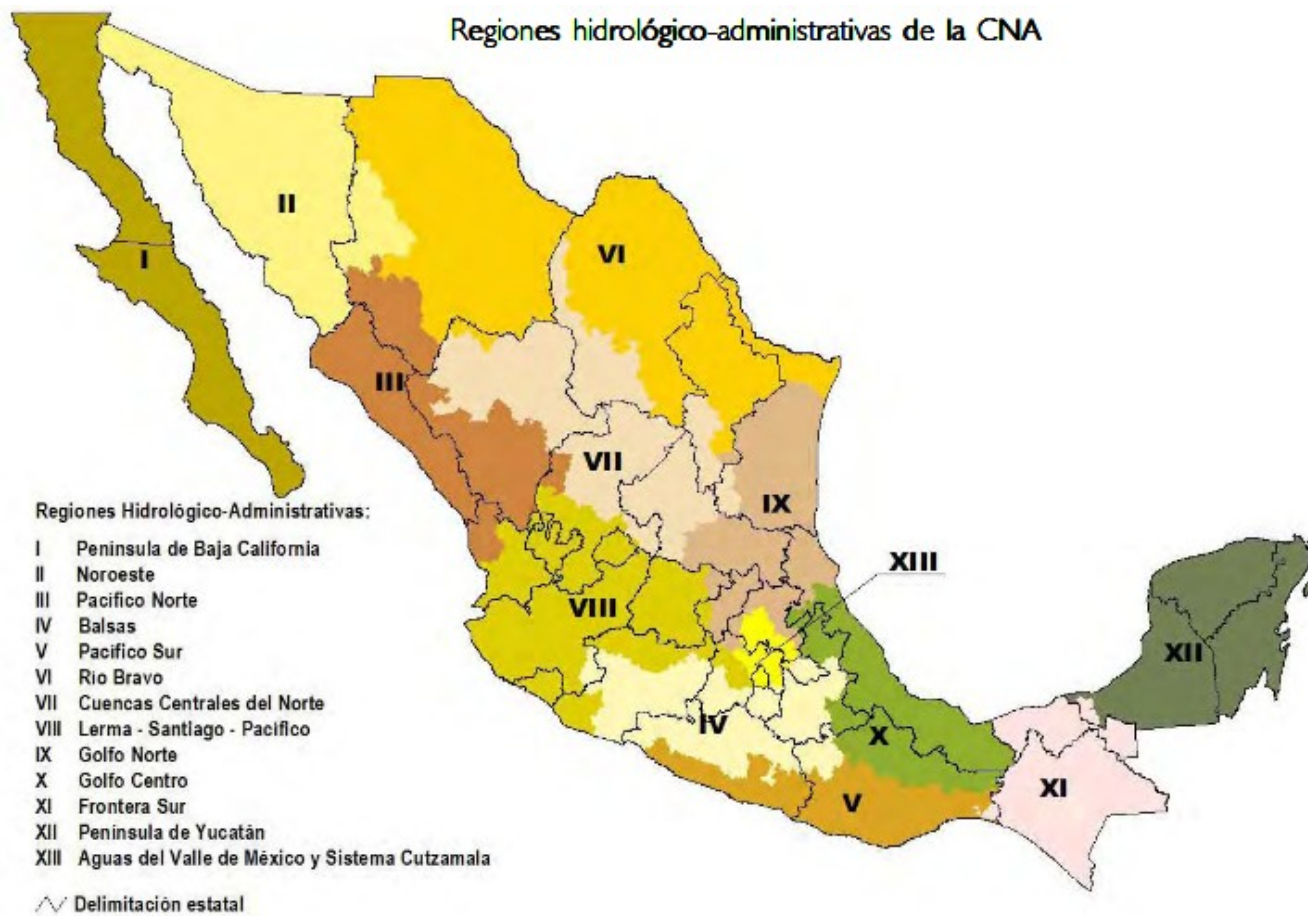 Regiones hidrológico-administrativas de la CNA
II
VI
I
III
VII
IX
XIII
VIII
XII
IV
X
XI
V
Regiones Hidrológico-Administrativas:
I Península de Baja California
II Noroeste
III Pacífico Norte
IV Balsas
V Pacífico Sur
VI Río Bravo
VII Cuencas Centrales del Norte
VIII Lerma - Santiago - Pacífico
IX Golfo Norte
X Golfo Centro
XI Frontera Sur
XII Península de Yucatán
XIII Aguas del Valle de México y Sistema Cutzamala
Delimitación estatal